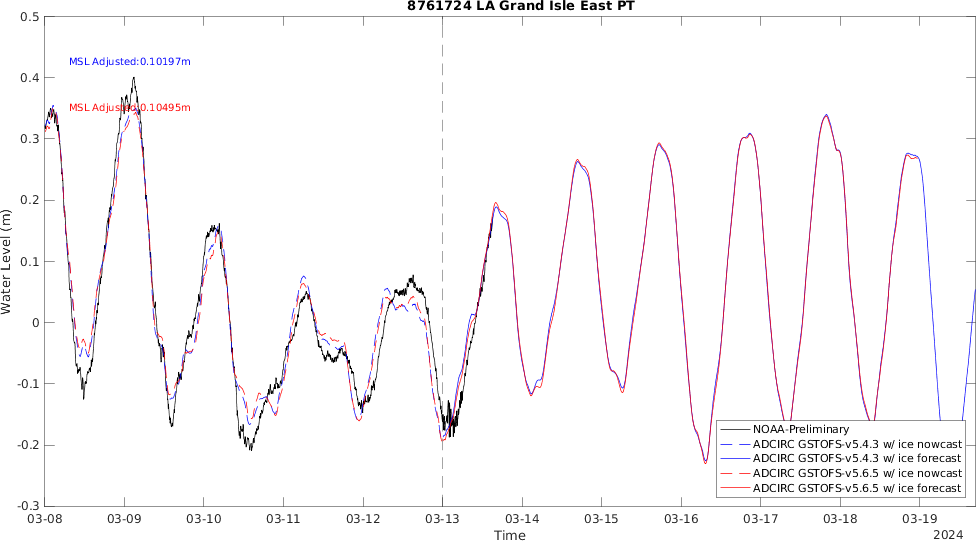 8761724 LA Grand Isle East PT
0.5
MSL Adjusted:0.10197m
0.4
MSL Adjusted:0.10495m
0.3
0.2
0.1
Water Level (m)
0
-0.1
-0.2
-0.3
NOAA-Preliminary
ADCIRC GSTOFS-v5.4.3 w/ ice nowcast
ADCIRC GSTOFS-v5.4.3 w/ ice forecast
ADCIRC GSTOFS-v5.6.5 w/ ice nowcast
ADCIRC GSTOFS-v5.6.5 w/ ice forecast
03-08 03-09 03-10 03-11 03-12 03-13 03-14 03-15 03-16 03-17 03-18 03-19
Time
2024